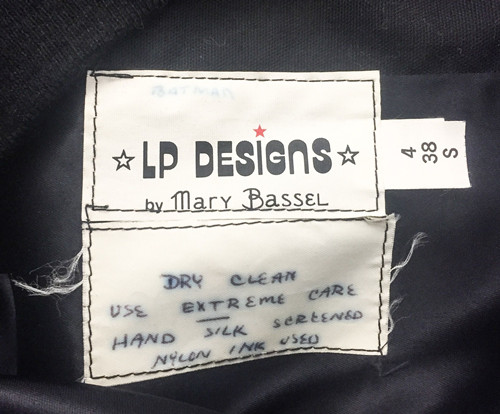 BATMAN
☆ LP DESIGNS ☆
by Mary Bassel
4
38
S
DRY CLEAN
USE EXTREME CARE
HAND SILK SCREENED
NYLON INK USED